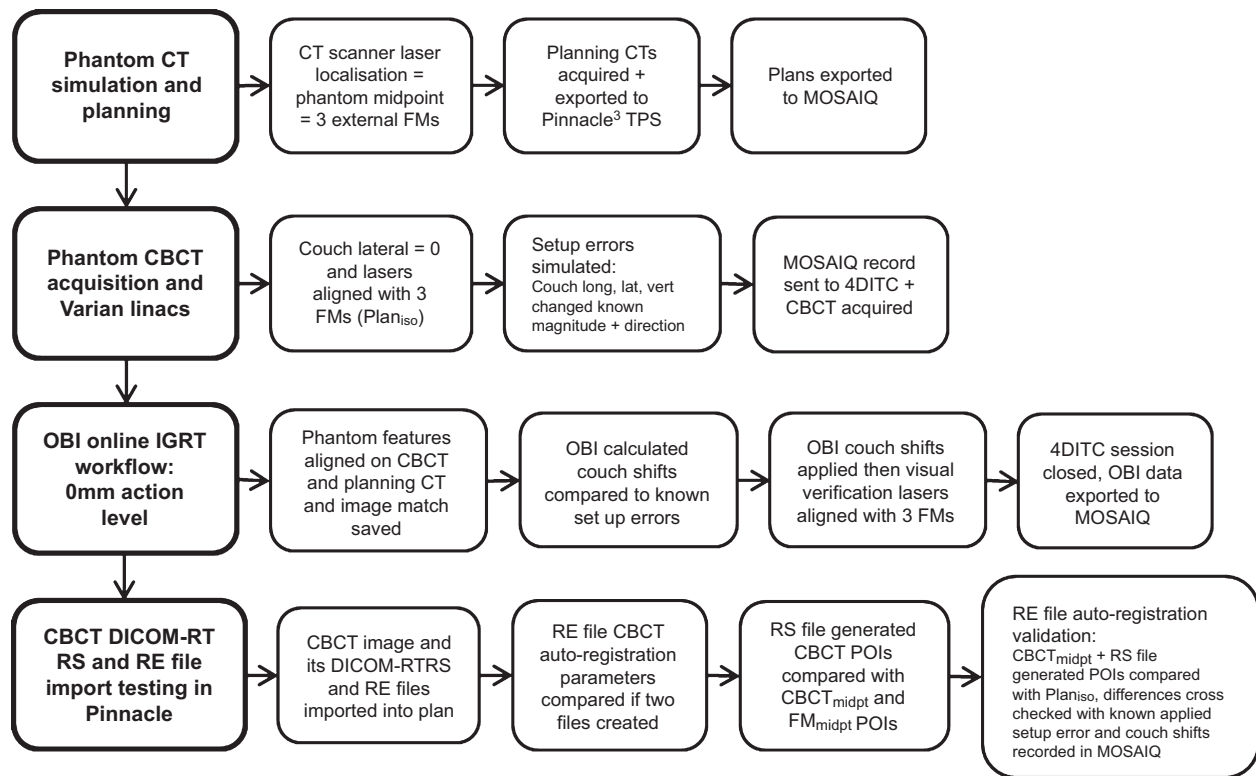 Phantom CT
simulation and
planning
CT scanner laser
localisation =
phantom midpoint
= 3 external FMs
Planning CTs
acquired +
exported to
Pinnacle³ TPS
Plans exported
to MOSAIQ
Phantom CBCT
acquisition and
Varian linacs
Couch lateral = 0
and lasers
aligned with 3
FMs (Planiso)
Setup errors
simulated:
Couch long, lat, vert
changed known
magnitude + direction
MOSAIQ record
sent to 4DITC +
CBCT acquired
OBI online IGRT
workflow:
0mm action
level
Phantom features
aligned on CBCT
and planning CT
and image match
saved
OBI calculated
couch shifts
compared to known
set up errors
OBI couch shifts
applied then visual
verification lasers
aligned with 3 FMs
4DITC session
closed, OBI data
exported to
MOSAIQ
CBCT DICOM-RT
RS and RE file
import testing in
Pinnacle
CBCT image and
its DICOM-RTRS
and RE files
imported into plan
RE file CBCT
auto-registration
parameters
compared if two
files created
RS file generated
CBCT POIs
compared with
CBCTmidpt and
FMmidpt POIs
RE file auto-registration
validation:
CBCTmidpt + RS file
generated POIs compared
with Planiso, differences cross
checked with known applied
setup error and couch shifts
recorded in MOSAIQ